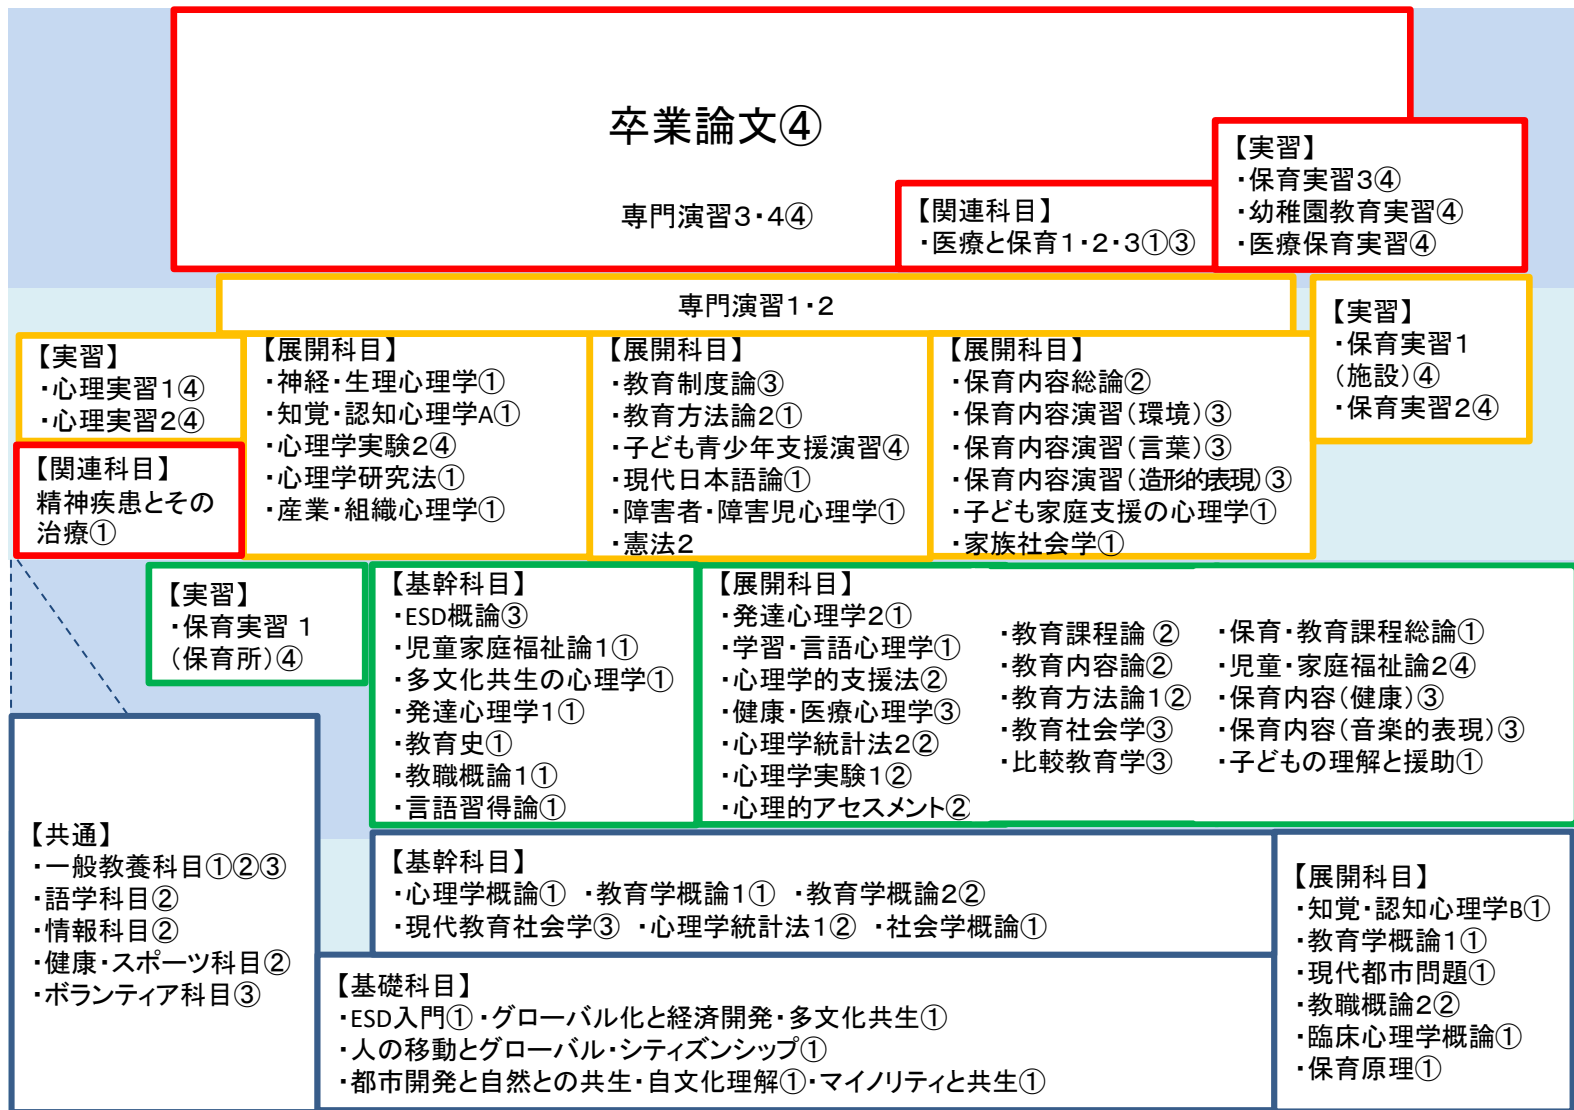 卒業論文④
専門演習3・4④
【関連科目】
・医療と保育1・2・3①③
【実習】
・保育実習3④
・幼稚園教育実習④
・医療保育実習④
専門演習1・2
【実習】
・心理実習1④
・心理実習2④
【関連科目】
精神疾患とその
治療①
【展開科目】
・神経・生理心理学①
・知覚・認知心理学A①
・心理学実験2④
・心理学研究法①
・産業・組織心理学①
【展開科目】
・教育制度論③
・教育方法論2①
・子ども青少年支援演習④
・現代日本語論①
・障害者・障害児心理学①
・憲法2
【展開科目】
・保育内容総論②
・保育内容演習(環境)③
・保育内容演習(言葉)③
・保育内容演習(造形的表現)③
・子ども家庭支援の心理学①
・家族社会学①
【実習】
・保育実習1
(施設)④
・保育実習2④
【実習】
・保育実習 1
(保育所)④
【基幹科目】
・ESD概論③
・児童家庭福祉論1①
・多文化共生の心理学①
・発達心理学1①
・教育史①
・教職概論1①
・言語習得論①
【展開科目】
・発達心理学2①
・学習・言語心理学①
・心理学的支援法②
・健康・医療心理学③
・心理学統計法2②
・心理学実験1②
・心理的アセスメント②
・教育課程論②
・教育内容論②
・教育方法論1②
・教育社会学③
・比較教育学③
・保育・教育課程総論①
・児童・家庭福祉論2④
・保育内容(健康)③
・保育内容(音楽的表現)③
・子どもの理解と援助①
【共通】
・一般教養科目①②③
・語学科目②
・情報科目②
・健康・スポーツ科目②
・ボランティア科目③
【基幹科目】
・心理学概論① ・教育学概論1① ・教育学概論2②
・現代教育社会学③ ・心理学統計法1② ・社会学概論①
【基礎科目】
・ESD入門①・グローバル化と経済開発・多文化共生①
・人の移動とグローバル・シティズンシップ①
・都市開発と自然との共生・自文化理解①・マイノリティと共生①
【展開科目】
・知覚・認知心理学B①
・教育学概論1①
・現代都市問題①
・教職概論2②
・臨床心理学概論①
・保育原理①